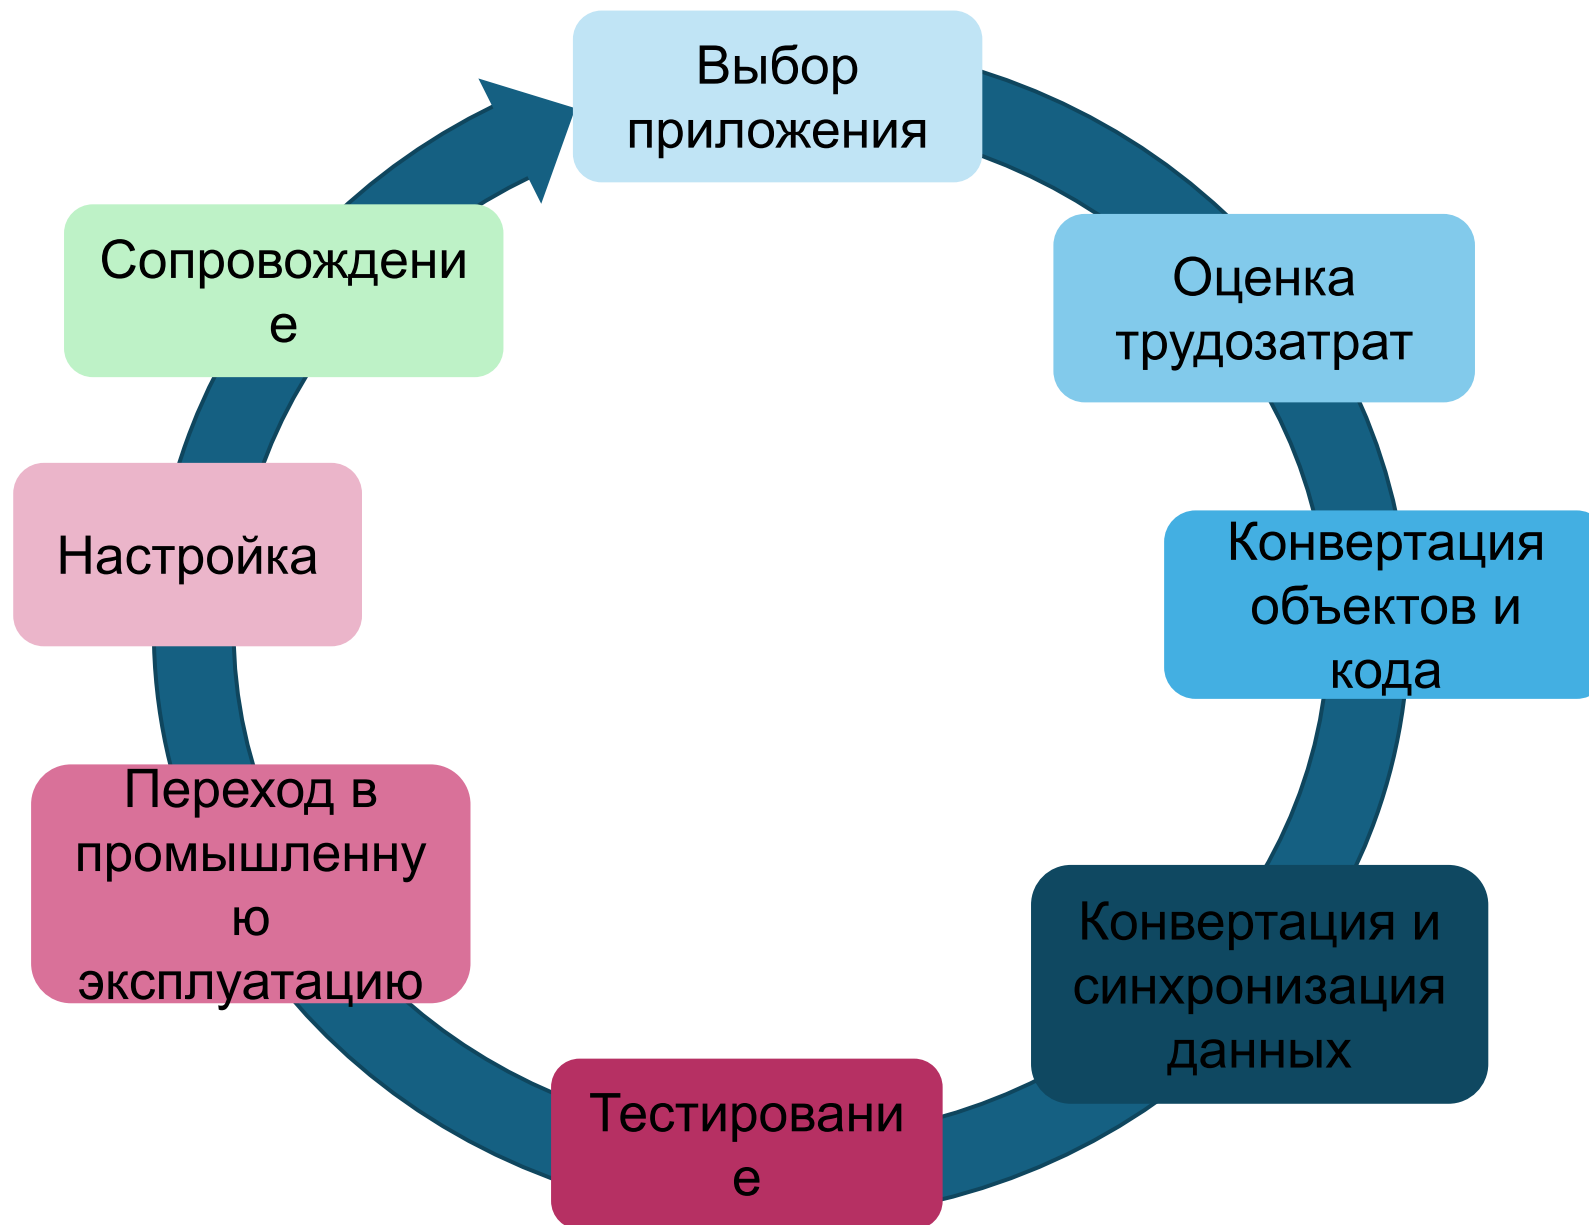 Выбор
приложения
Оценка
трудозатрат
Конвертация
объектов и
кода
Конвертация и
синхронизация
данных
Тестировани
е
Переход в
промышленну
ю
эксплуатацию
Настройка
Сопровождени
е